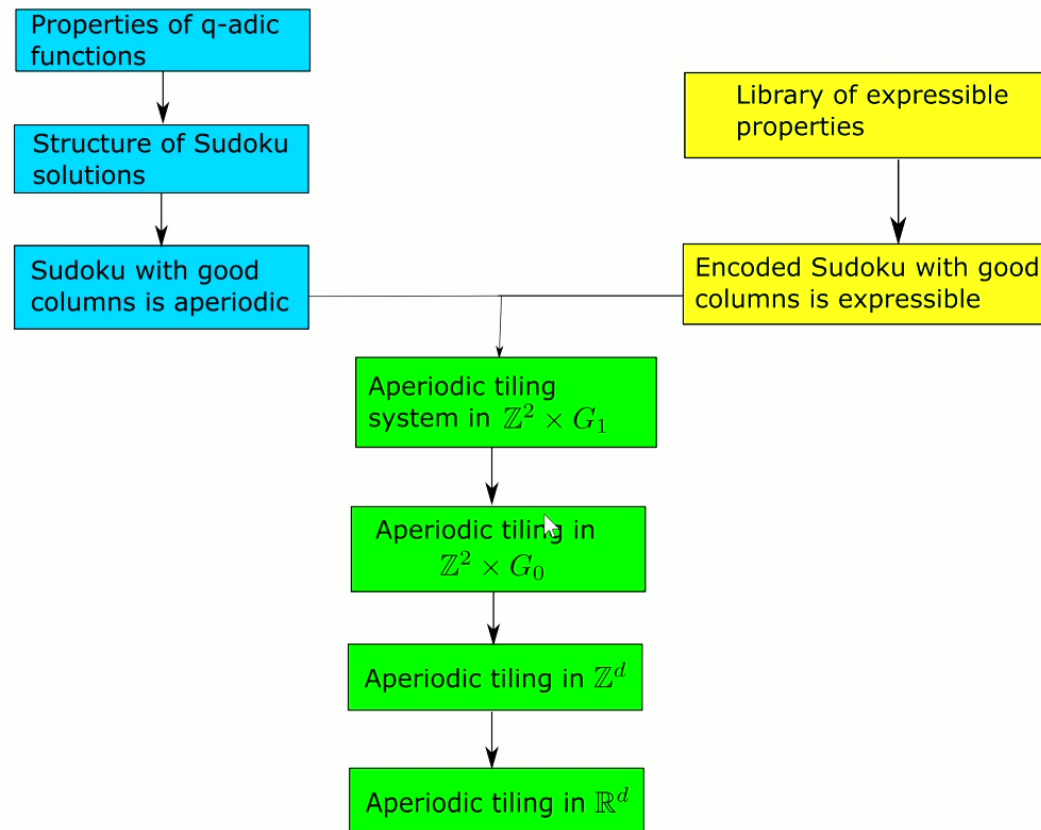 Properties of q-adic
functions
Library of expressible
properties
Structure of Sudoku
solutions
Sudoku with good
columns is aperiodic
Encoded Sudoku with good
columns is expressible
Aperiodic tiling
system in ℤ² × G₁
Aperiodic tiling in
ℤ² × G₀
Aperiodic tiling in ℤᵈ
Aperiodic tiling in ℝᵈ